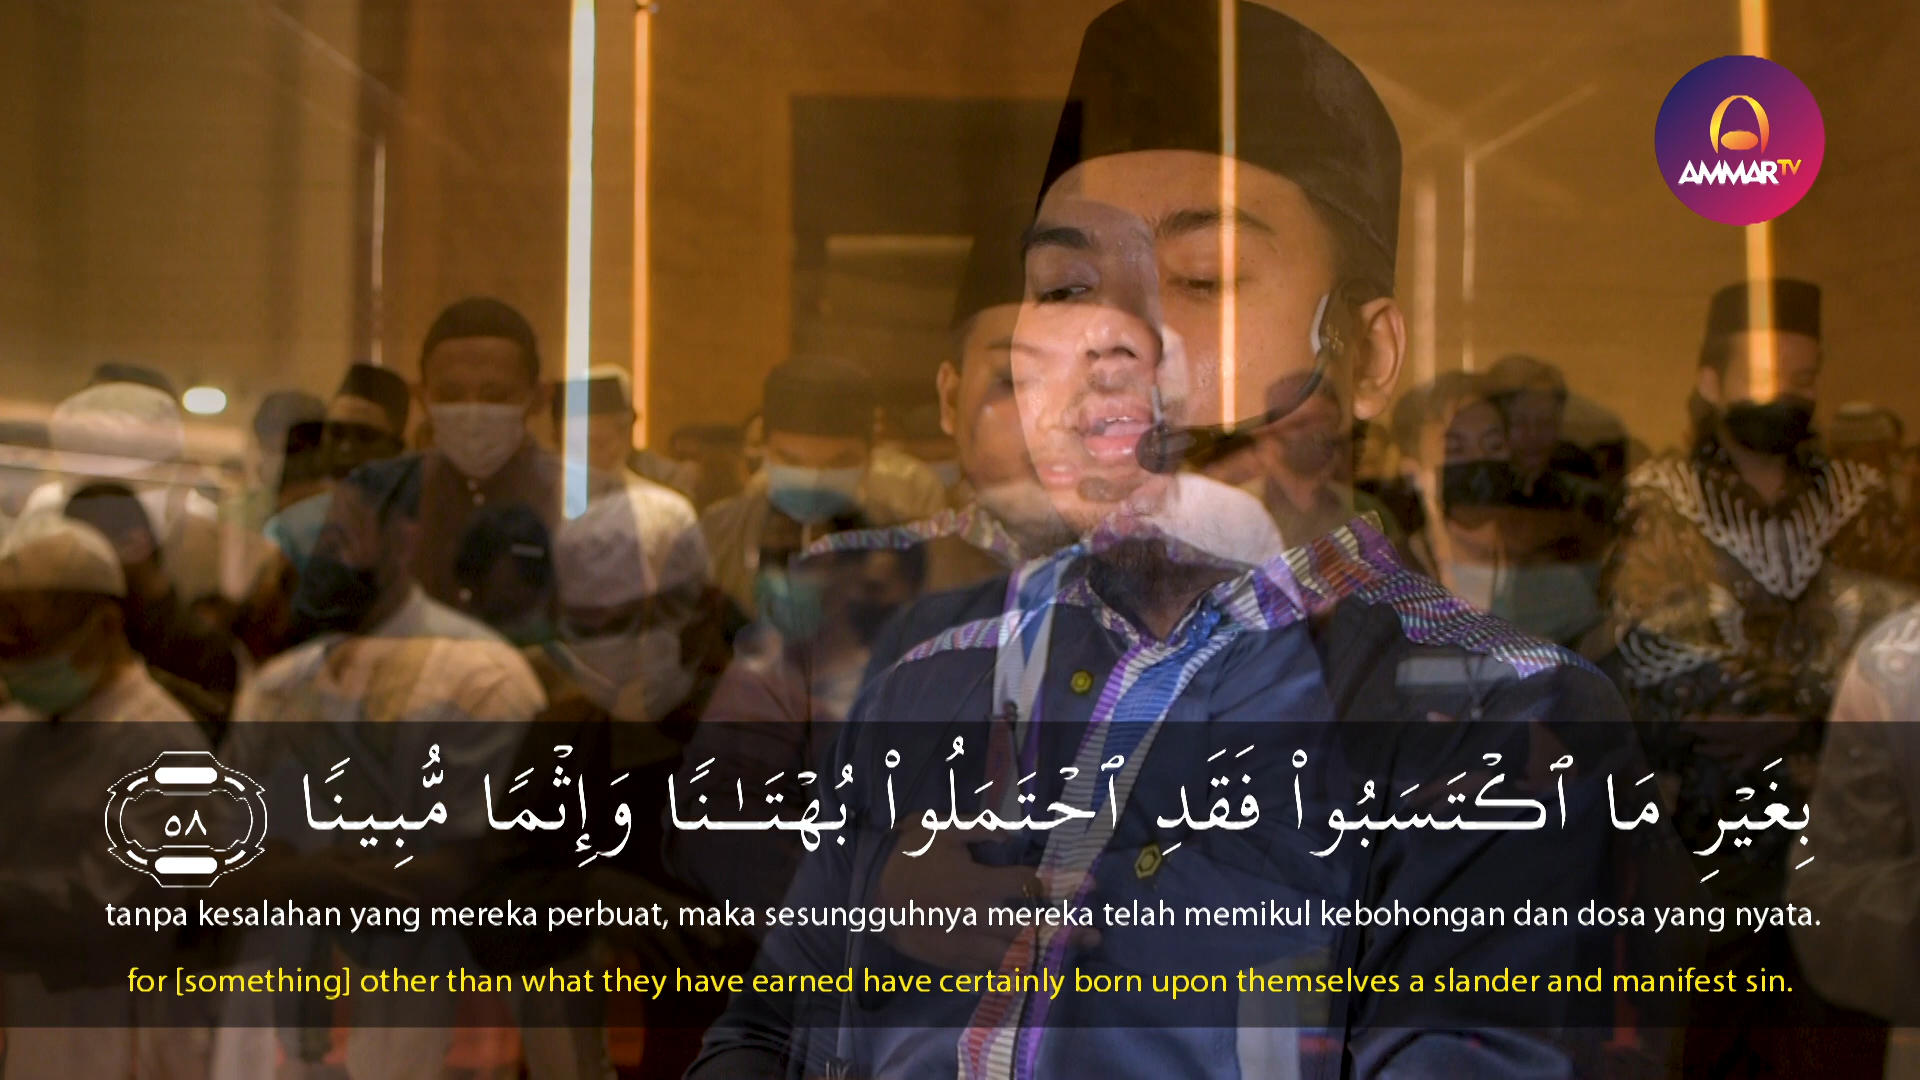 AMMARTV
بِغَيْرِ مَا ٱكْتَسَبُوا۟ فَقَدِ ٱحْتَمَلُوا۟ بُهْتَـٰنًا وَإِثْمًا مُّبِينًا ٥٨
tanpa kesalahan yang mereka perbuat, maka sesungguhnya mereka telah memikul kebohongan dan dosa yang nyata.
for [something] other than what they have earned have certainly born upon themselves a slander and manifest sin.